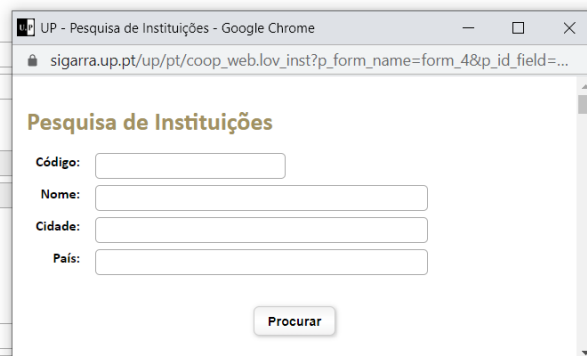 U.P UP - Pesquisa de Instituições - Google Chrome
sigarra.up.pt/up/pt/coop_web.lov_inst?p_form_name=form_4&p_id_field=...
Pesquisa de Instituições
Código:
Nome:
Cidade:
País:
Procurar